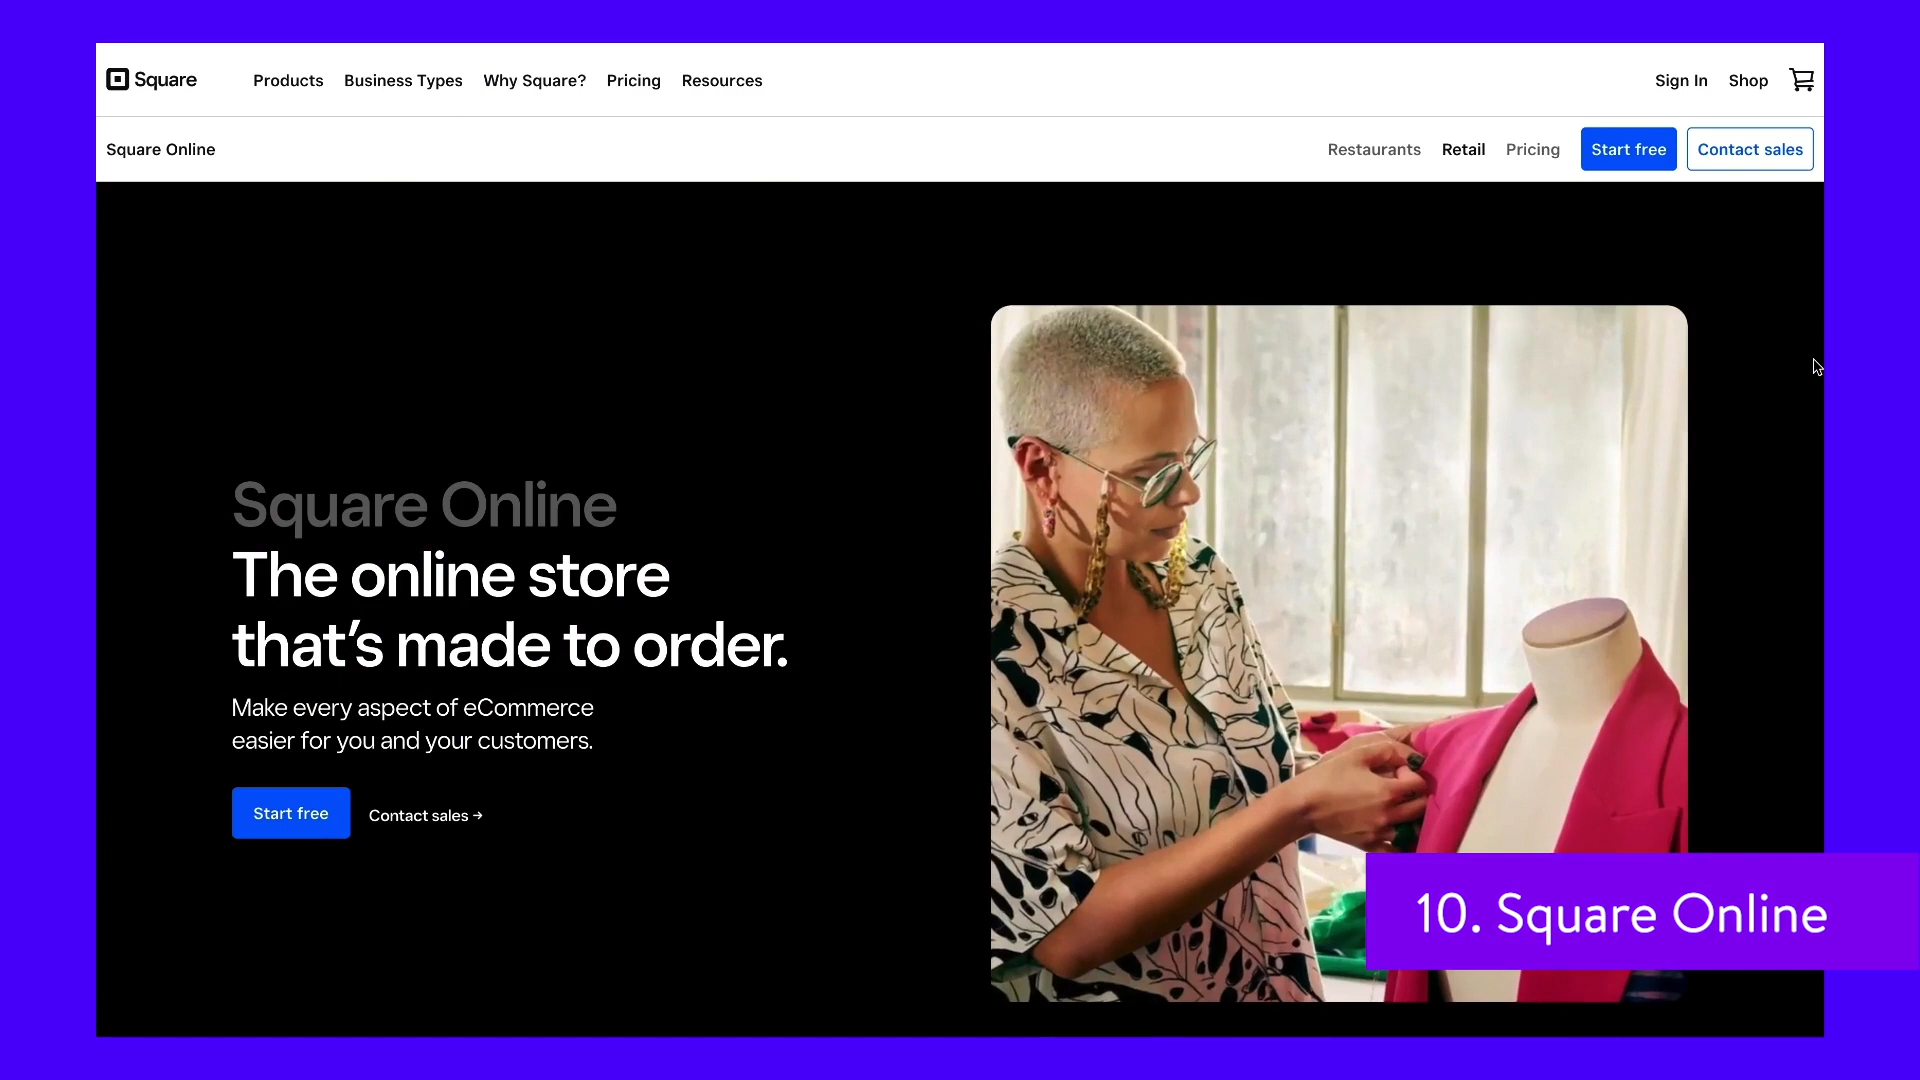 Square
Products Business Types Why Square? Pricing Resources
Sign In Shop
Square Online
Restaurants Retail Pricing Start free Contact sales
Square Online
The online store
that’s made to order.
Make every aspect of eCommerce
easier for you and your customers.
Start free Contact sales →
10. Square Online